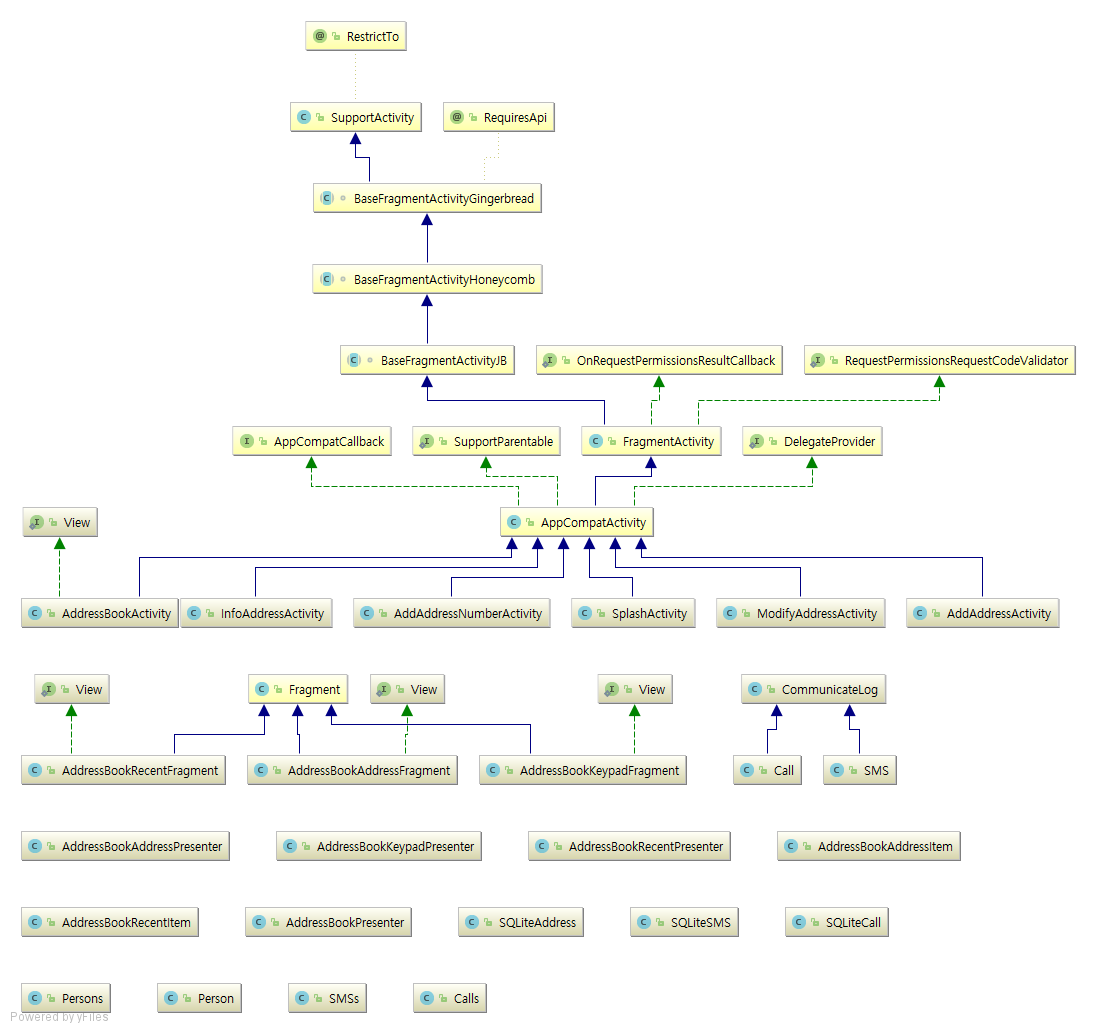 RestrictTo
SupportActivity RequiresApi
BaseFragmentActivityGingerbread
BaseFragmentActivityHoneycomb
BaseFragmentActivityJB OnRequestPermissionsResultCallback RequestPermissionsRequestCodeValidator
AppCompatCallback SupportParentable FragmentActivity DelegateProvider
View AppCompatActivity
AddressBookActivity InfoAddressActivity AddAddressNumberActivity SplashActivity ModifyAddressActivity AddAddressActivity
View Fragment View View CommunicateLog
AddressBookRecentFragment AddressBookAddressFragment AddressBookKeypadFragment Call SMS
AddressBookAddressPresenter AddressBookKeypadPresenter AddressBookRecentPresenter AddressBookAddressItem
AddressBookRecentItem AddressBookPresenter SQLiteAddress SQLiteSMS SQLiteCall
Persons Person SMSs Calls
Powered by yFiles